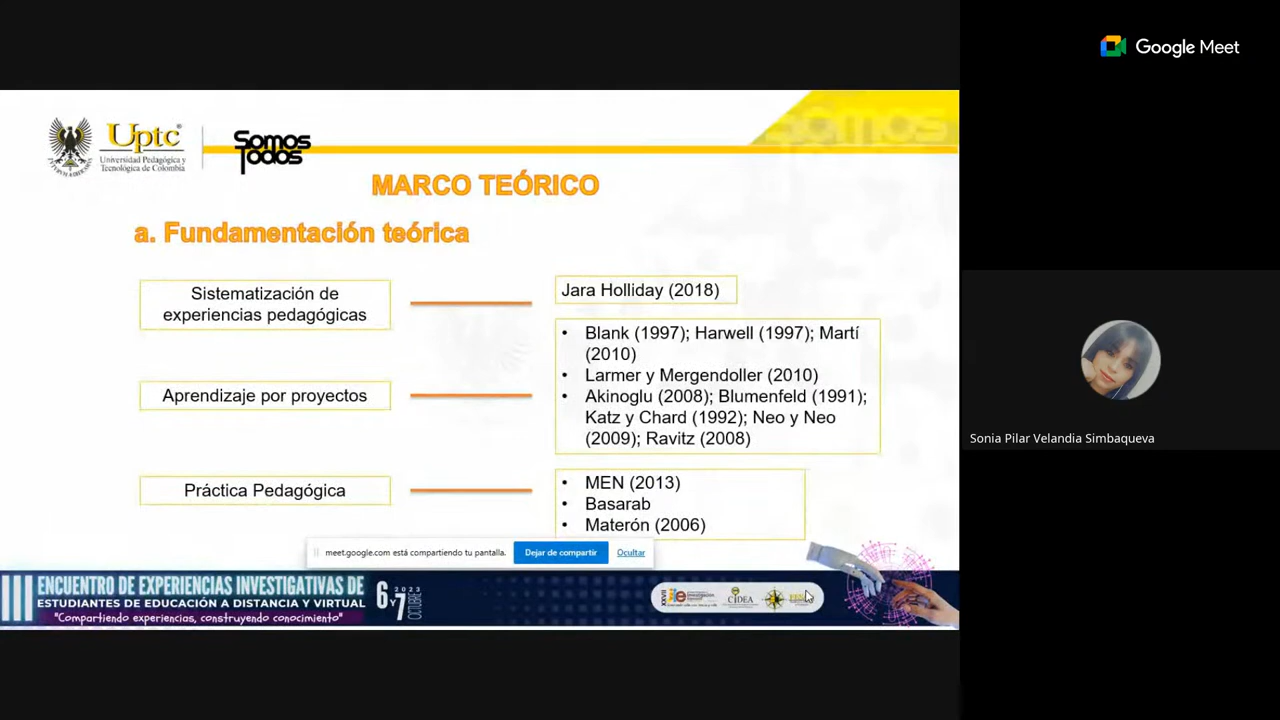 Google Meet
Uptc
Universidad Pedagógica y
Tecnológica de Colombia
Somos
Todos
somos
MARCO TEÓRICO
a. Fundamentación teórica
Sistematización de
experiencias pedagógicas
Jara Holliday (2018)
• Blank (1997); Harwell (1997); Martí
(2010)
• Larmer y Mergendoller (2010)
Aprendizaje por proyectos
• Akinoglu (2008); Blumenfeld (1991);
Katz y Chard (1992); Neo y Neo
(2009); Ravitz (2008)
Práctica Pedagógica
• MEN (2013)
• Basarab
• Materón (2006)
meet.google.com está compartiendo tu pantalla.
Dejar de compartir
Ocultar
Sonia Pilar Velandia Simbaqueva
III ENCUENTRO DE EXPERIENCIAS INVESTIGATIVAS DE
ESTUDIANTES DE EDUCACIÓN A DISTANCIA Y VIRTUAL
"Compartiendo experiencias, construyendo conocimiento"
6 Y 7
2023
OCTUBRE
CIDEA